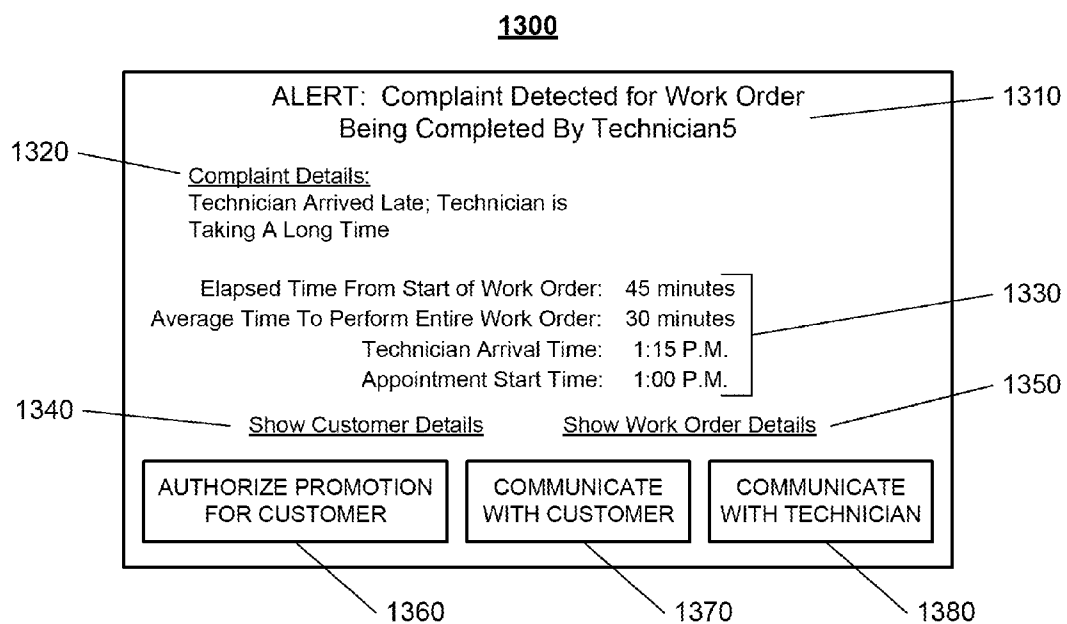 1300
ALERT: Complaint Detected for Work Order
Being Completed By Technician5
1310
1320
Complaint Details:
Technician Arrived Late; Technician is
Taking A Long Time
Elapsed Time From Start of Work Order: 45 minutes
Average Time To Perform Entire Work Order: 30 minutes
1330
Technician Arrival Time: 1:15 P.M.
Appointment Start Time: 1:00 P.M.
1350
1340
Show Customer Details Show Work Order Details
AUTHORIZE PROMOTION
FOR CUSTOMER
COMMUNICATE
WITH CUSTOMER
COMMUNICATE
WITH TECHNICIAN
1360 1370 1380